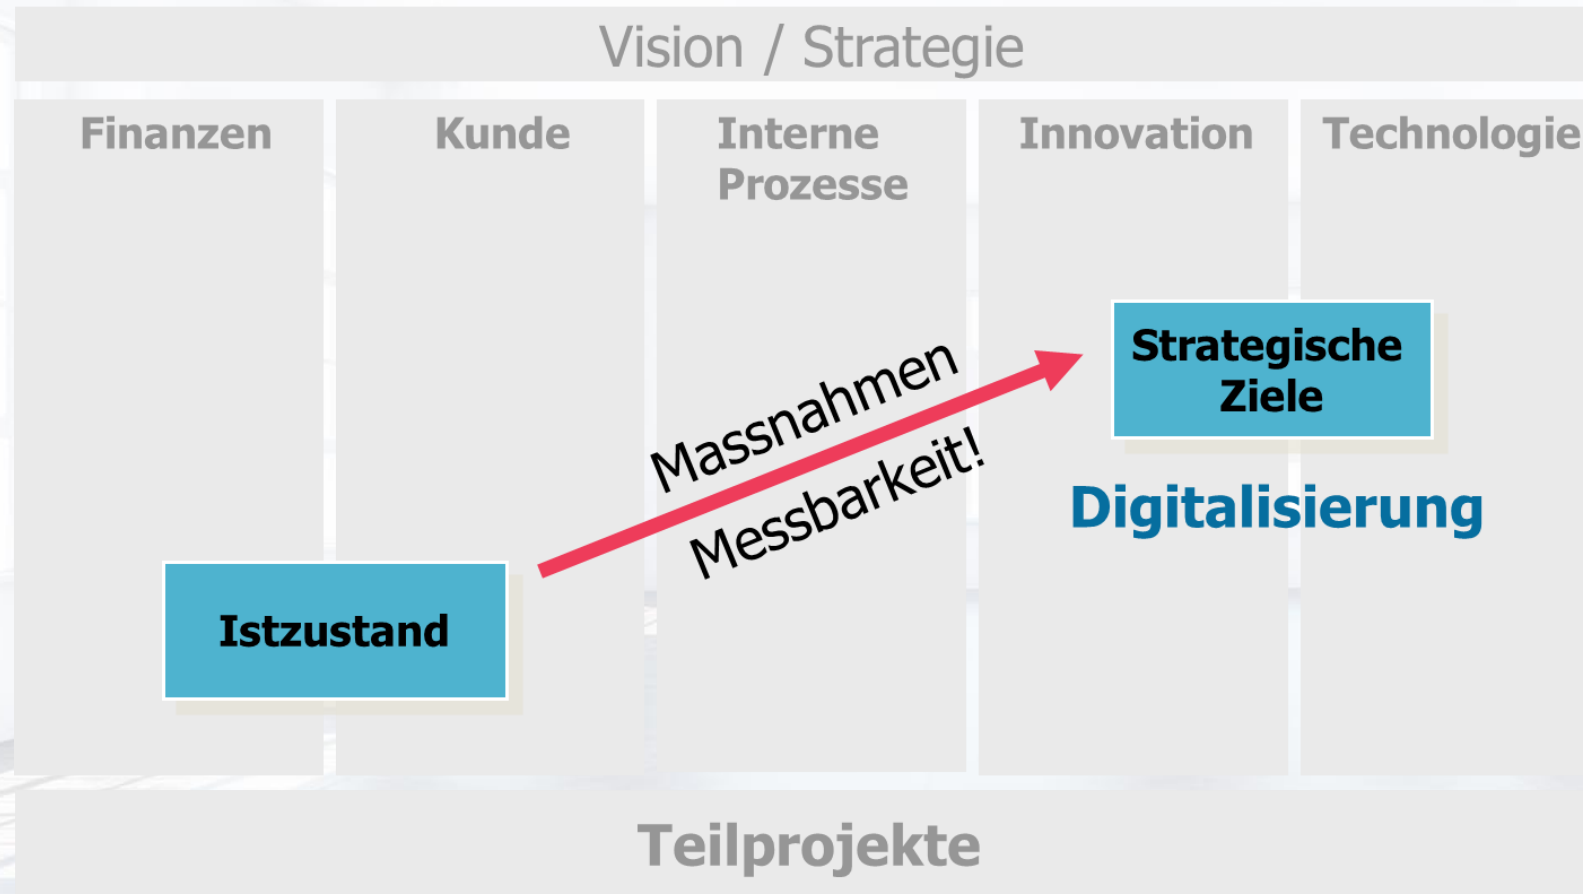 Vision / Strategie
Finanzen
Kunde
Interne
Prozesse
Innovation
Technologie
Massnahmen
Messbarkeit!
Strategische
Ziele
Digitalisierung
Istzustand
Teilprojekte